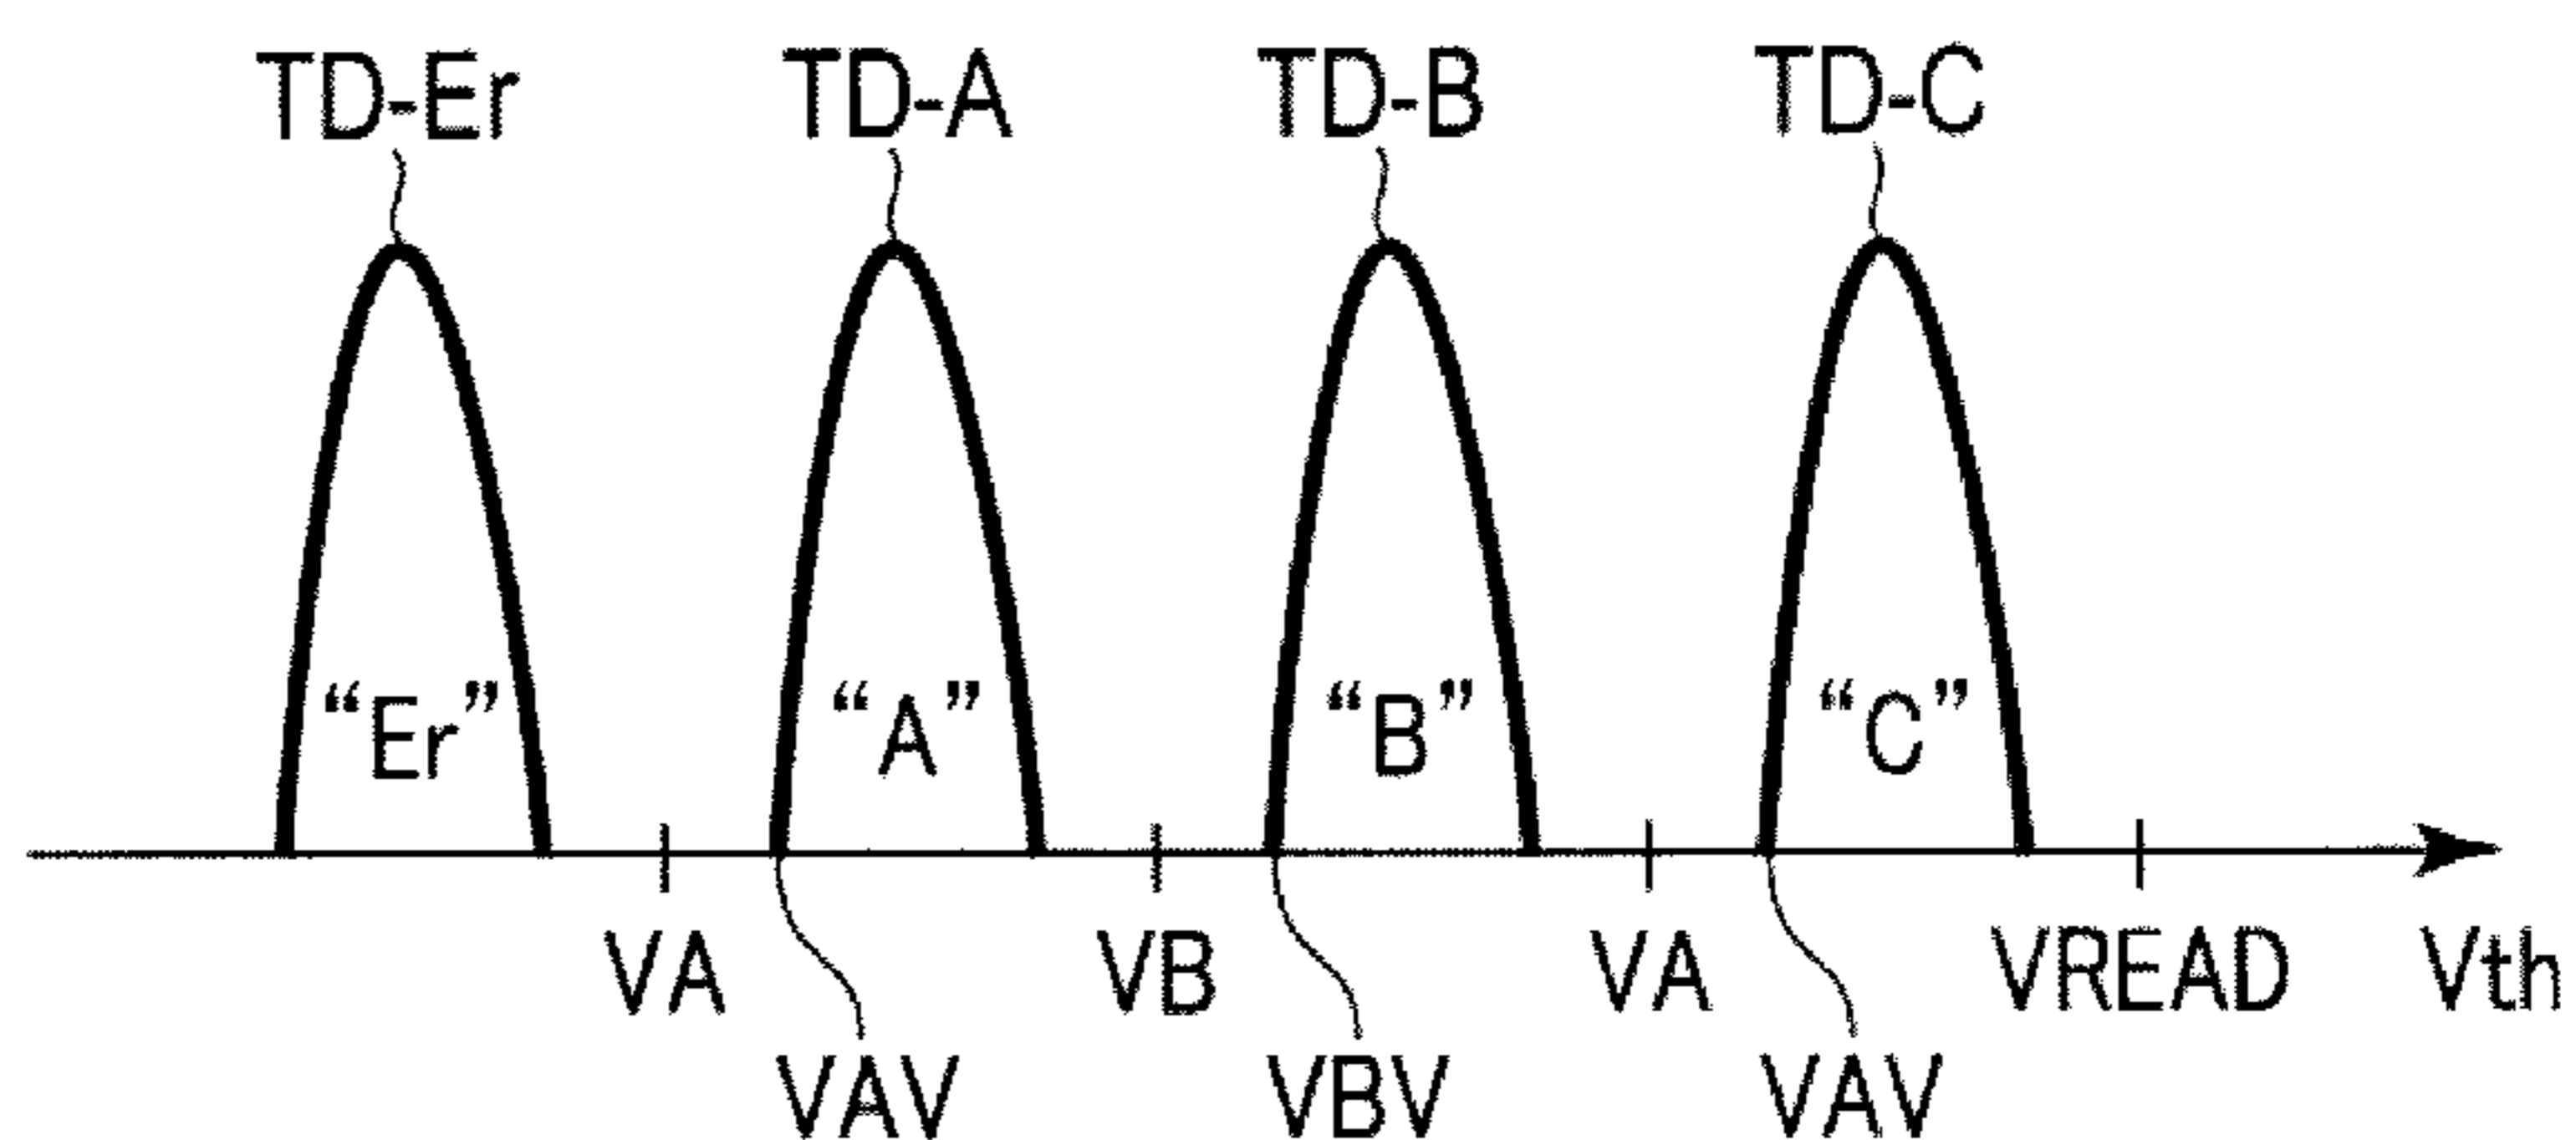 TD-Er TD-A TD-B TD-C
“Er” “A” “B” “C”
VA VB VA VREAD Vth
VAV VBV VAV